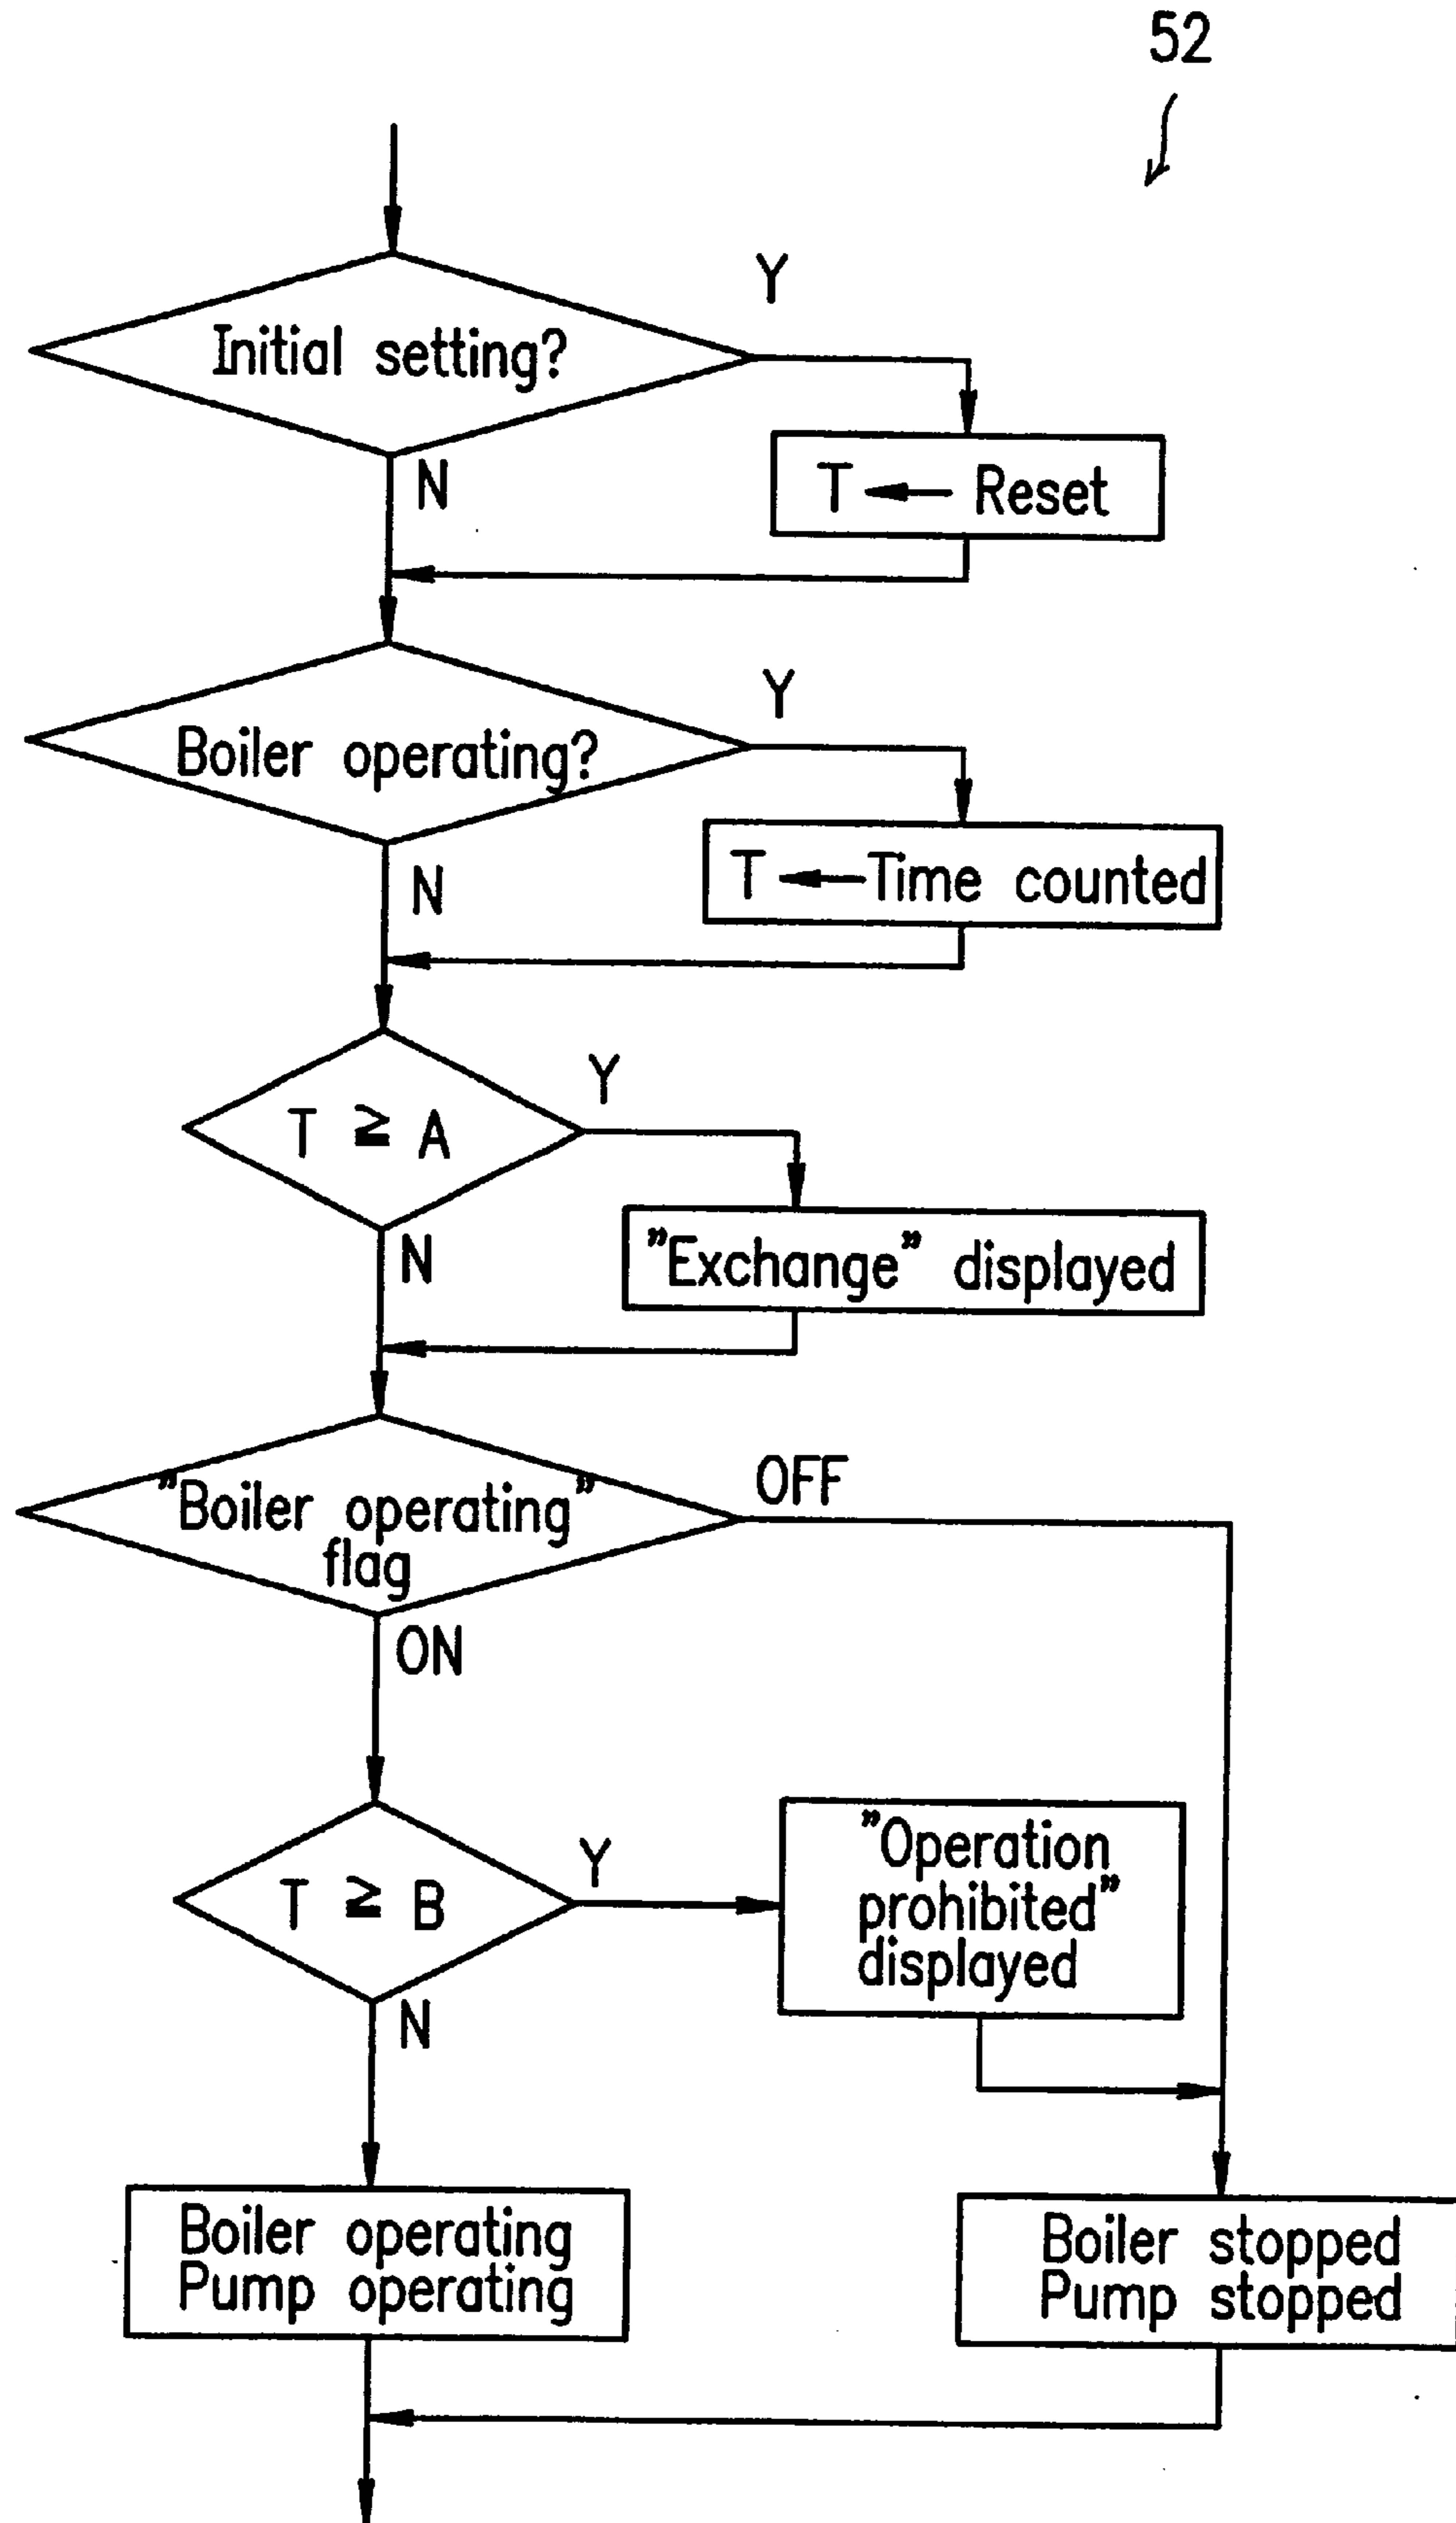 52
Y
Initial setting?
T ← Reset
N
Y
Boiler operating?
T ← Time counted
N
Y
T ≧ A
N
"Exchange" displayed
OFF
"Boiler operating"
flag
ON
"Operation
prohibited"
displayed
Y
T ≧ B
N
Boiler operating
Pump operating
Boiler stopped
Pump stopped